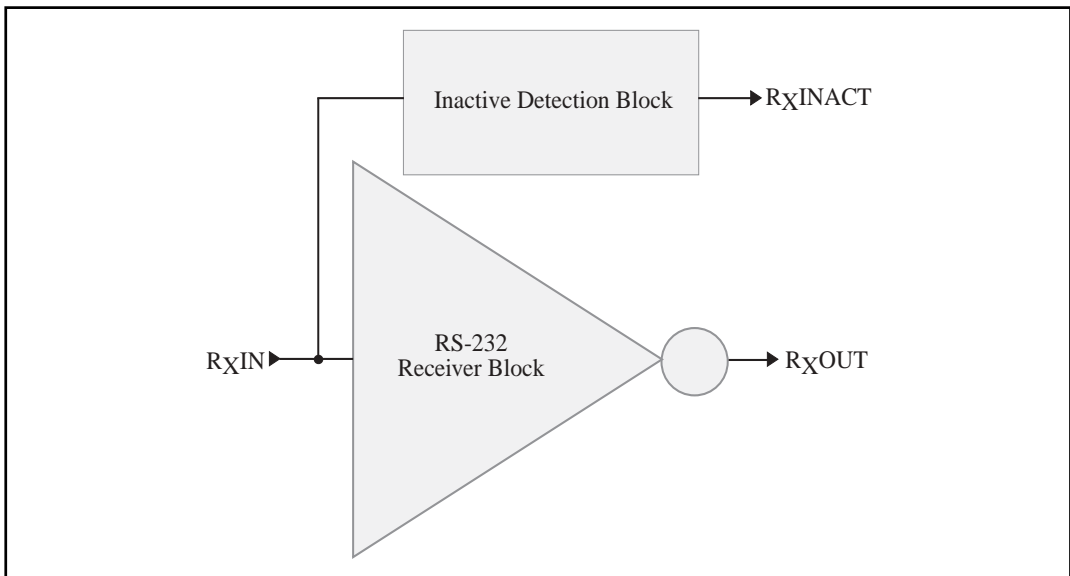 Inactive Detection Block
RXINACT
RS-232
Receiver Block
RXIN
RXOUT